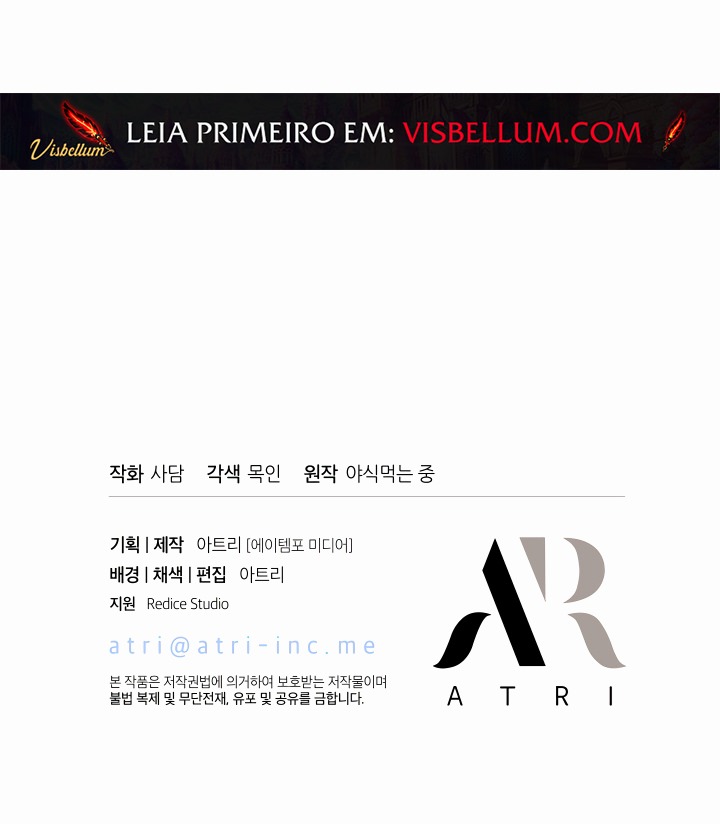 Visbellum LEIA PRIMEIRO EM: VISBELLUM.COM
작화 사담 각색 목인 원작 야식먹는 중
기획 | 제작 아트리 [에이템포 미디어]
배경 | 채색 | 편집 아트리
지원 Redice Studio
atri@atri-inc.me
본 작품은 저작권법에 의거하여 보호받는 저작물이며
불법 복제 및 무단전재, 유포 및 공유를 금합니다.
AR
ATRI